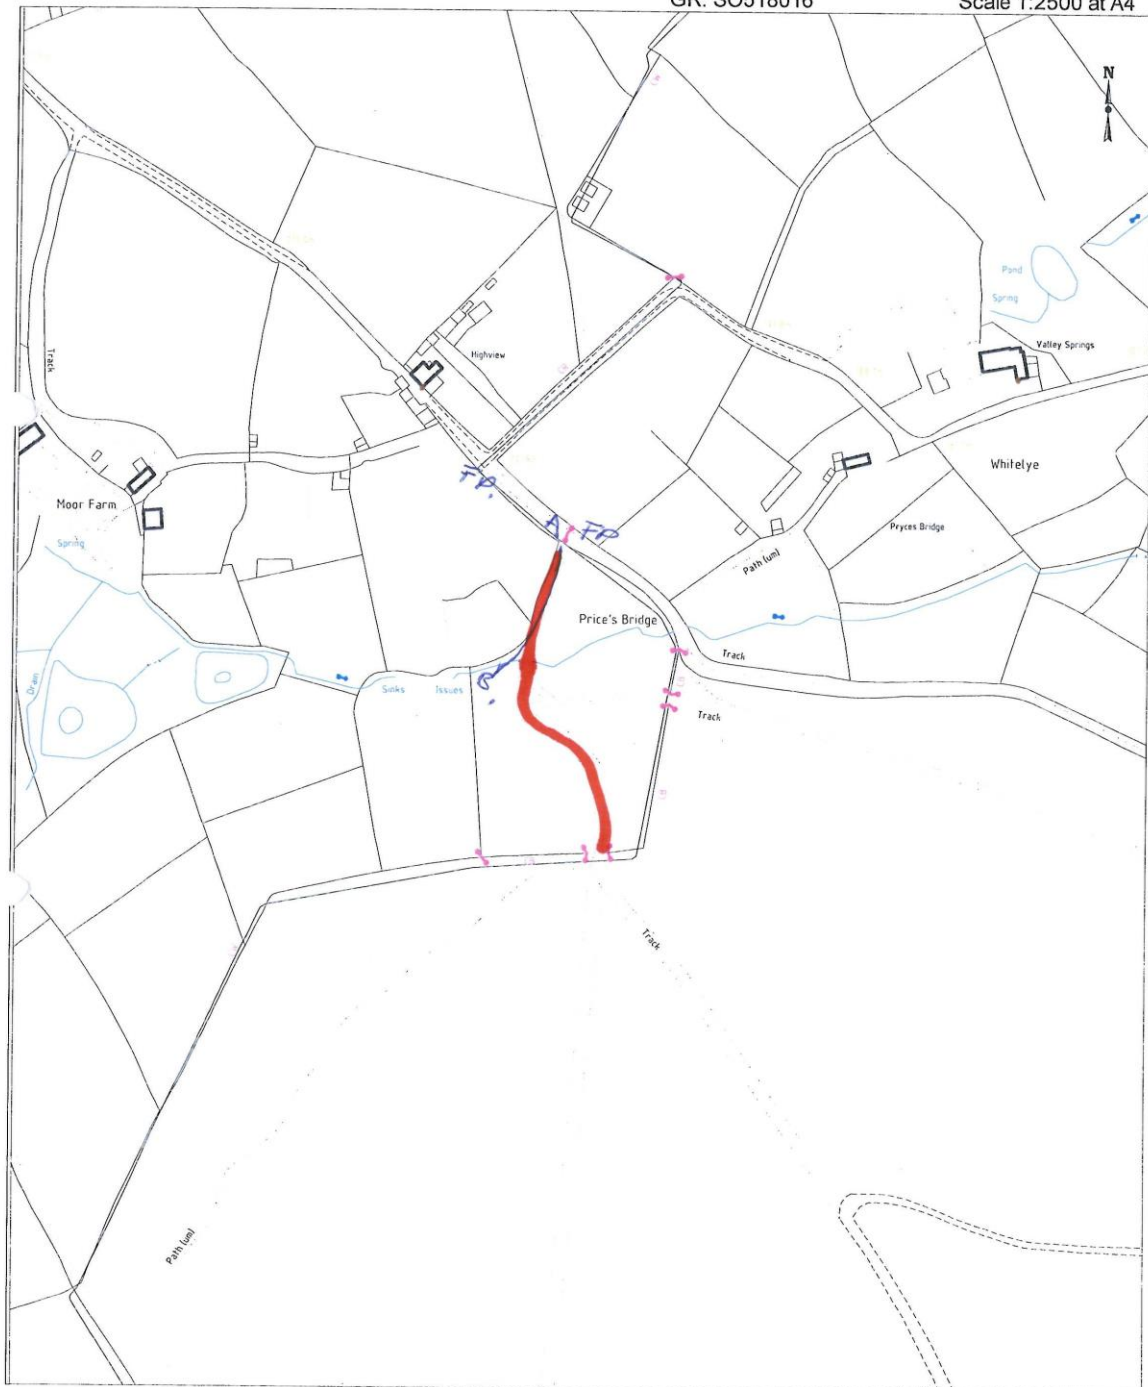 GR: SO518016
Scale 1:2500 at A4
N
Pond
Spring
Valley Springs
Highview
Track
FP.
Whitelye
Moor Farm
A FP
Pryces Bridge
Spring
Path (um)
Price's Bridge
Track
Drain
B.
Sinks
Issues
Track
Track
Path (um)